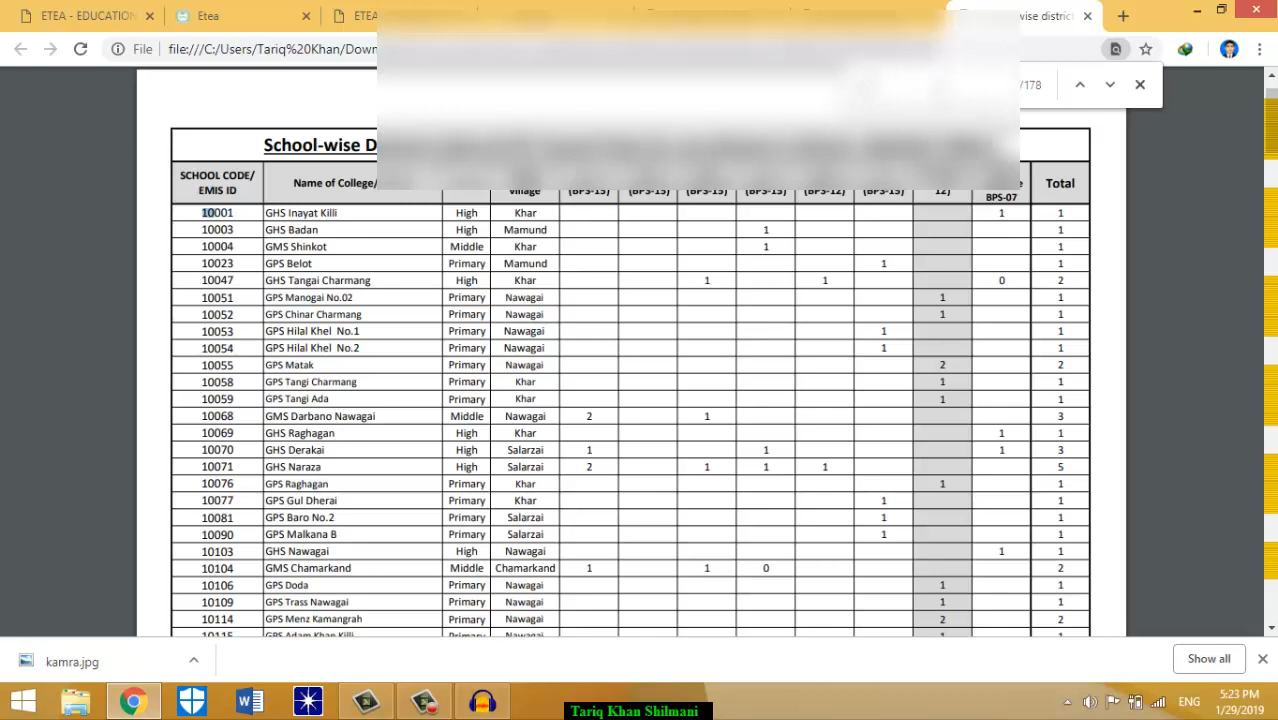 ETEA - EDUCATION Etea ETEA wise district
File file:///C:/Users/Tariq%20Khan/Down /178
School-wise D
SCHOOL CODE/ EMIS ID Name of College/ village (BPS-15) (BPS-15) (BPS-15) (BPS-15) (BPS-12) (BPS-15) 12) e BPS-07 Total
10001 GHS Inayat Killi High Khar 1 1
10003 GHS Badan High Mamund 1 1
10004 GMS Shinkot Middle Khar 1 1
10023 GPS Belot Primary Mamund 1 1
10047 GHS Tangai Charmang High Khar 1 1 0 2
10051 GPS Manogai No.02 Primary Nawagai 1 1
10052 GPS Chinar Charmang Primary Nawagai 1 1
10053 GPS Hilal Khel No.1 Primary Nawagai 1 1
10054 GPS Hilal Khel No.2 Primary Nawagai 1 1
10055 GPS Matak Primary Nawagai 2 2
10058 GPS Tangi Charmang Primary Khar 1 1
10059 GPS Tangi Ada Primary Khar 1 1
10068 GMS Darbano Nawagai Middle Nawagai 2 1 3
10069 GHS Raghagan High Khar 1 1
10070 GHS Derakai High Salarzai 1 1 1 3
10071 GHS Naraza High Salarzai 2 1 1 1 5
10076 GPS Raghagan Primary Khar 1 1
10077 GPS Gul Dherai Primary Khar 1 1
10081 GPS Baro No.2 Primary Salarzai 1 1
10090 GPS Malkana B Primary Salarzai 1 1
10103 GHS Nawagai High Nawagai 1 1
10104 GMS Chamarkand Middle Chamarkand 1 1 0 2
10106 GPS Doda Primary Nawagai 1 1
10109 GPS Trass Nawagai Primary Nawagai 1 1
10114 GPS Menz Kamangrah Primary Nawagai 2 2
10115 GPS Adam Khan Killi Primary Nawagai 1 1
kamra.jpg Show all
ENG 5:23 PM
Tariq Khan Shilmani 1/29/2019